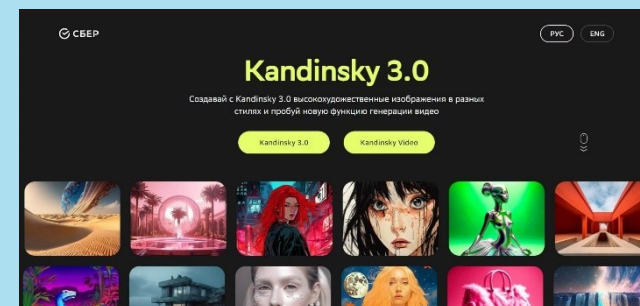 СБЕР
РУС
ENG
Kandinsky 3.0
Создавай с Kandinsky 3.0 высокохудожественные изображения в разных
стилях и пробуй новую функцию генерации видео
Kandinsky 3.0
Kandinsky Video